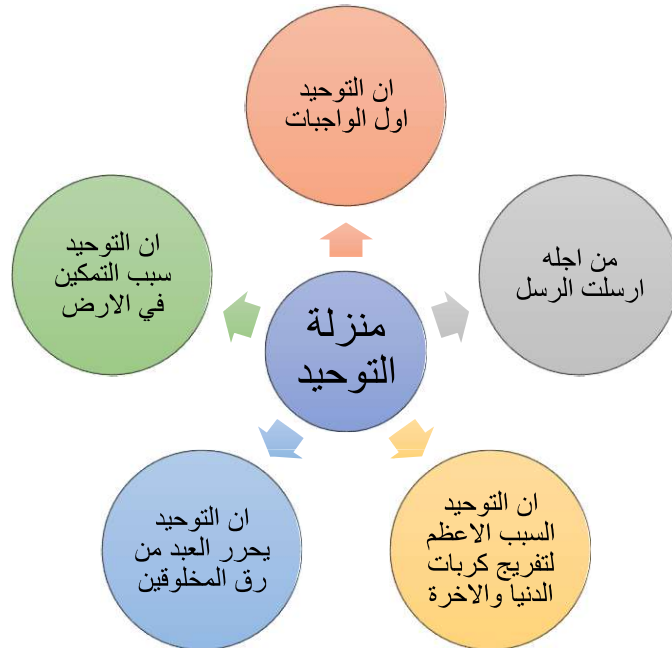 ان التوحيد
اول الواجبات
من اجله
ارسلت الرسل
ان التوحيد
سبب التمكين
في الارض
منزلة
التوحيد
ان التوحيد
السبب الاعظم
لتفريج كربات
الدنيا والاخرة
ان التوحيد
يحرر العبد من
رق المخلوقين